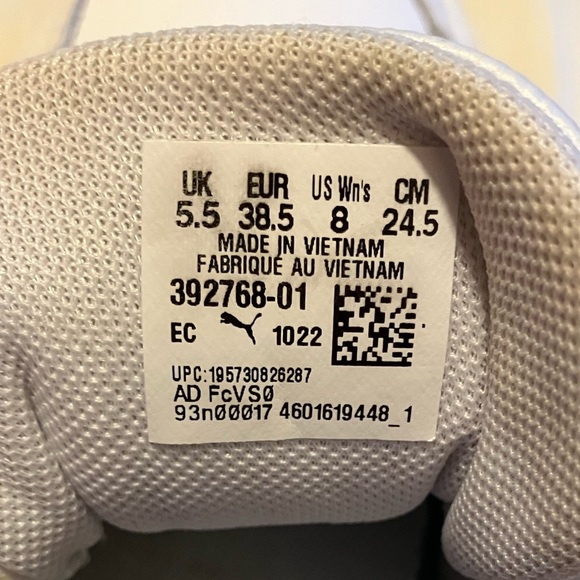 UK EUR US Wn's CM
5.5 38.5 8 24.5
MADE IN VIETNAM
FABRIQUÉ AU VIETNAM
392768-01
EC 1022
UPC:195730826287
AD FcVS0
93n00017 4601619448_1